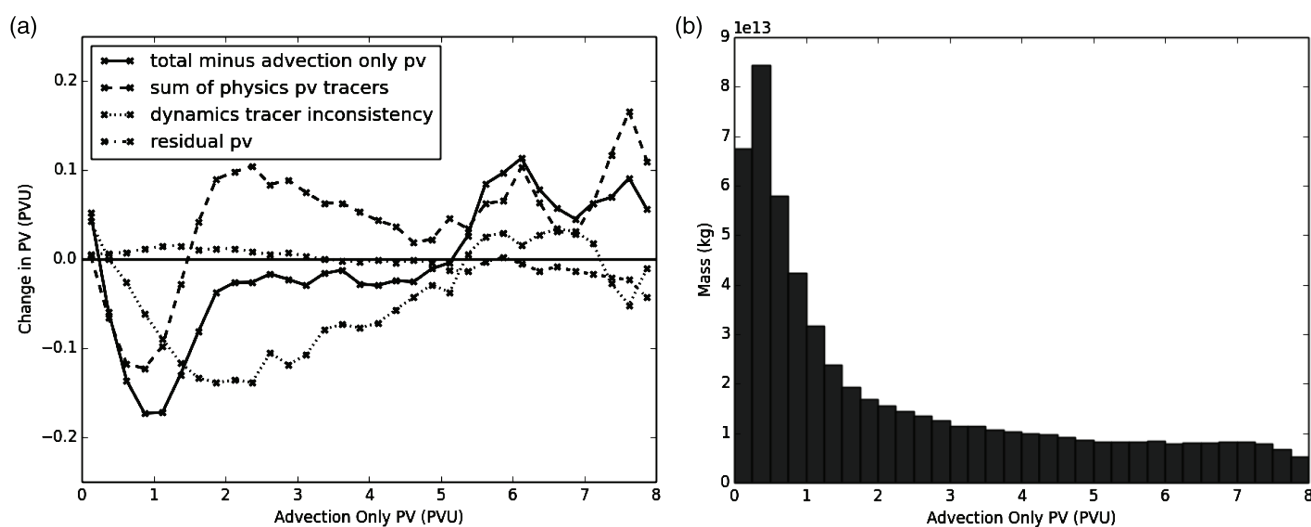 (a)
total minus advection only pv
sum of physics pv tracers
dynamics tracer inconsistency
residual pv
0.2
0.1
0.0
−0.1
−0.2
Change in PV (PVU)
0 1 2 3 4 5 6 7 8
Advection Only PV (PVU)
(b)
1e13
9
8
7
6
5
4
3
2
1
0
Mass (kg)
0 1 2 3 4 5 6 7 8
Advection Only PV (PVU)